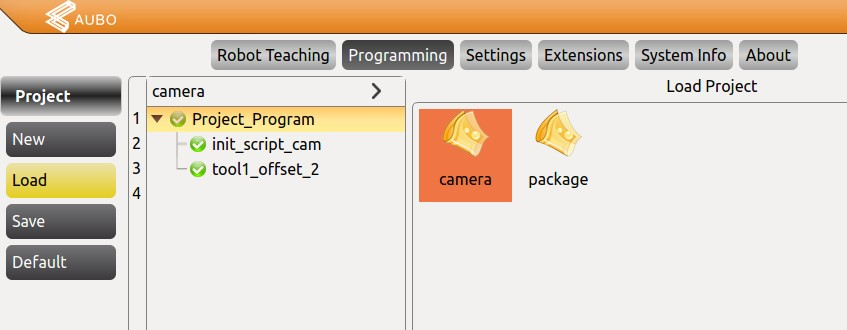 AUBO
Robot Teaching Programming Settings Extensions System Info About
Project
New
Load
Save
Default
camera
1 Project_Program
2 init_script_cam
3 tool1_offset_2
4
Load Project
camera package